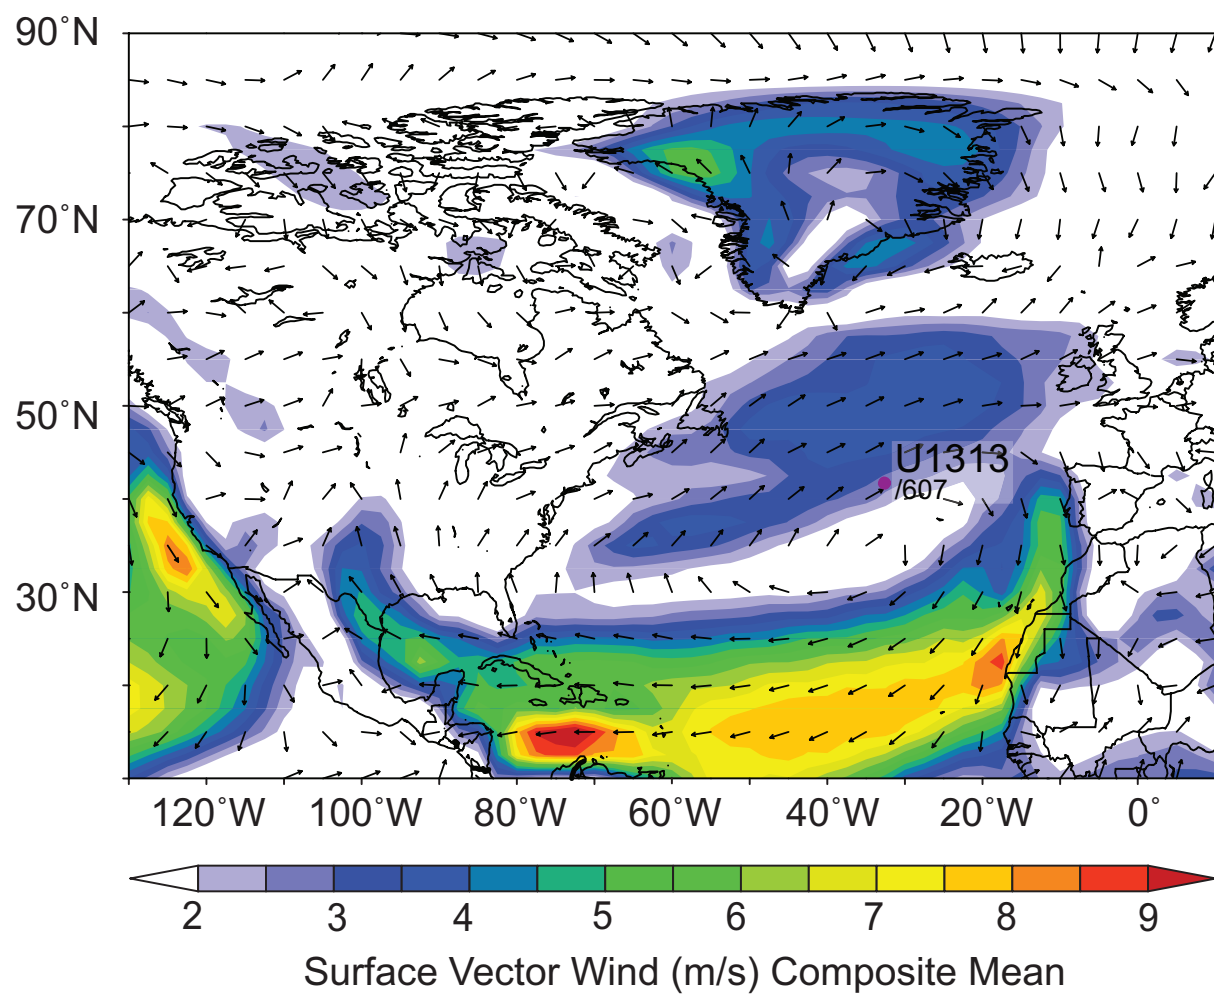 90°N
70°N
50°N
30°N
U1313
/607
120°W 100°W 80°W 60°W 40°W 20°W 0°
2 3 4 5 6 7 8 9
Surface Vector Wind (m/s) Composite Mean